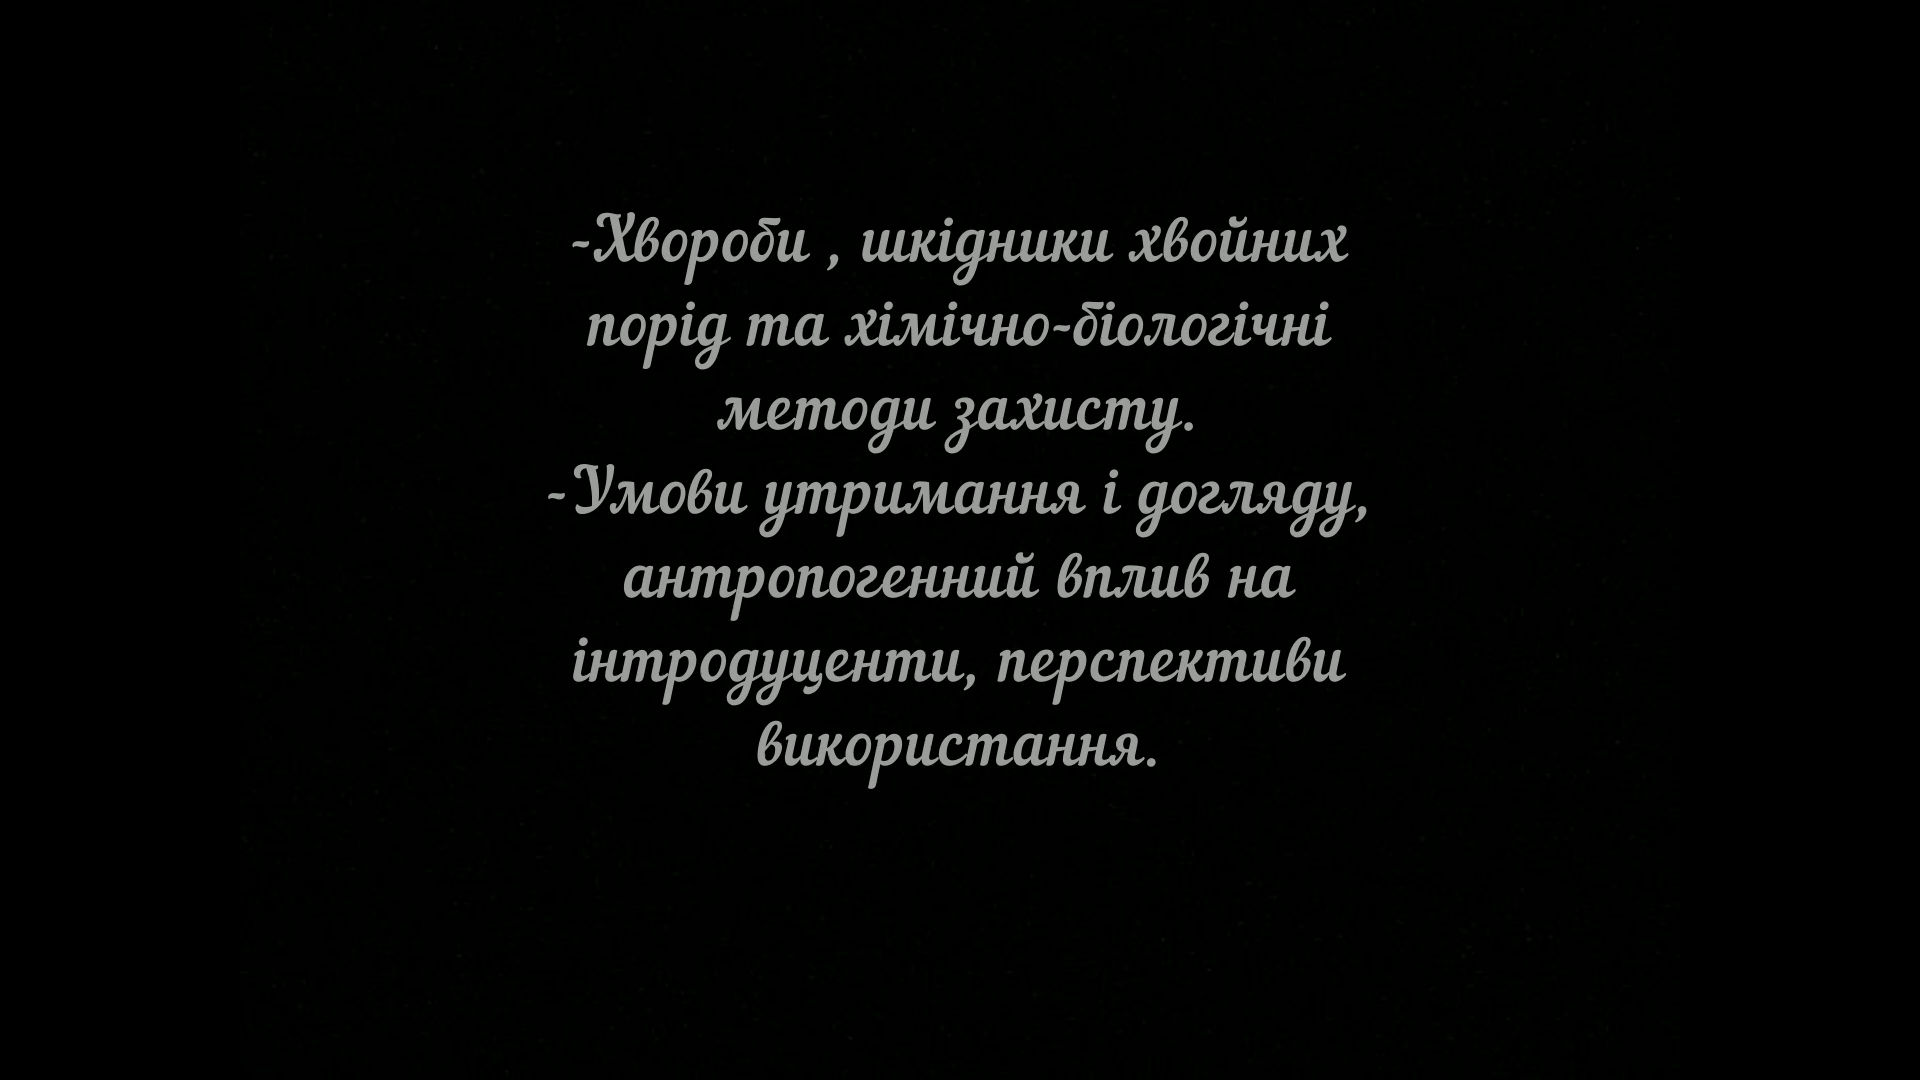 -Хвороби , шкідники хвойних
порід та хімічно-біологічні
методи захисту.
-Умови утримання і догляду,
антропогенний вплив на
інтродуценти, перспективи
використання.